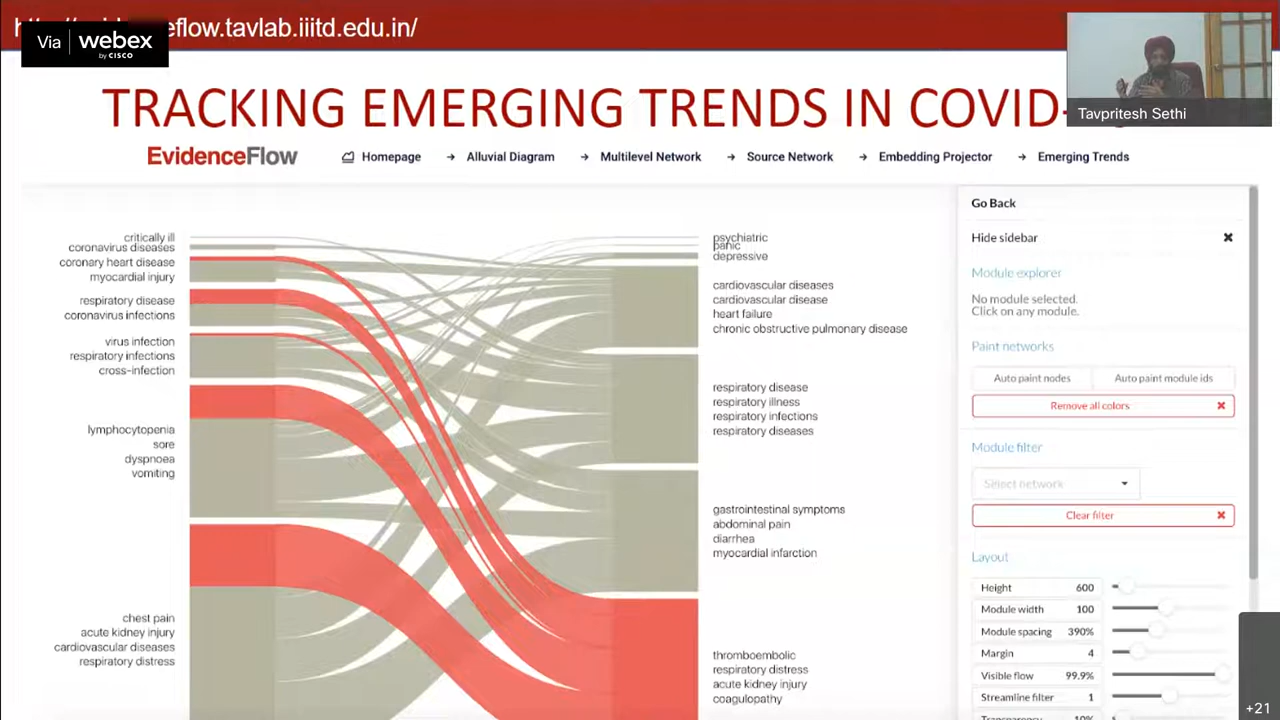 eflow.tavlab.iiitd.edu.in/
Via webex
by CISCO
Tavpritesh Sethi
TRACKING EMERGING TRENDS IN COVID-
EvidenceFlow
Homepage
Alluvial Diagram
Multilevel Network
Source Network
Embedding Projector
Emerging Trends
critically ill
coronavirus diseases
coronary heart disease
myocardial injury
respiratory disease
coronavirus infections
virus infection
respiratory infections
cross-infection
lymphocytopenia
sore
dyspnoea
vomiting
chest pain
acute kidney injury
cardiovascular diseases
respiratory distress
psychiatric
panic
depressive
cardiovascular diseases
cardiovascular disease
heart failure
chronic obstructive pulmonary disease
respiratory disease
respiratory illness
respiratory infections
respiratory diseases
gastrointestinal symptoms
abdominal pain
diarrhea
myocardial infarction
thromboembolic
respiratory distress
acute kidney injury
coagulopathy
Go Back
Hide sidebar
Module explorer
No module selected.
Click on any module.
Paint networks
Auto paint nodes
Auto paint module ids
Remove all colors
Module filter
Select network
Clear filter
Layout
Height 600
Module width 100
Module spacing 390%
Margin 4
Visible flow 99.9%
Streamline filter 1
+21